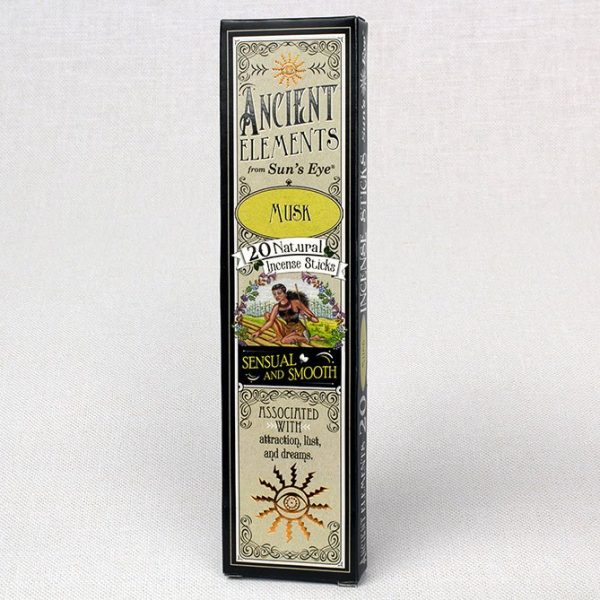 ANCIENT
ELEMENTS
from Sun's Eye®
MUSK
20 Natural
Incense Sticks
SENSUAL
AND SMOOTH
ASSOCIATED
WITH
attraction, lust,
and dreams.
20 INCENSE STICKS